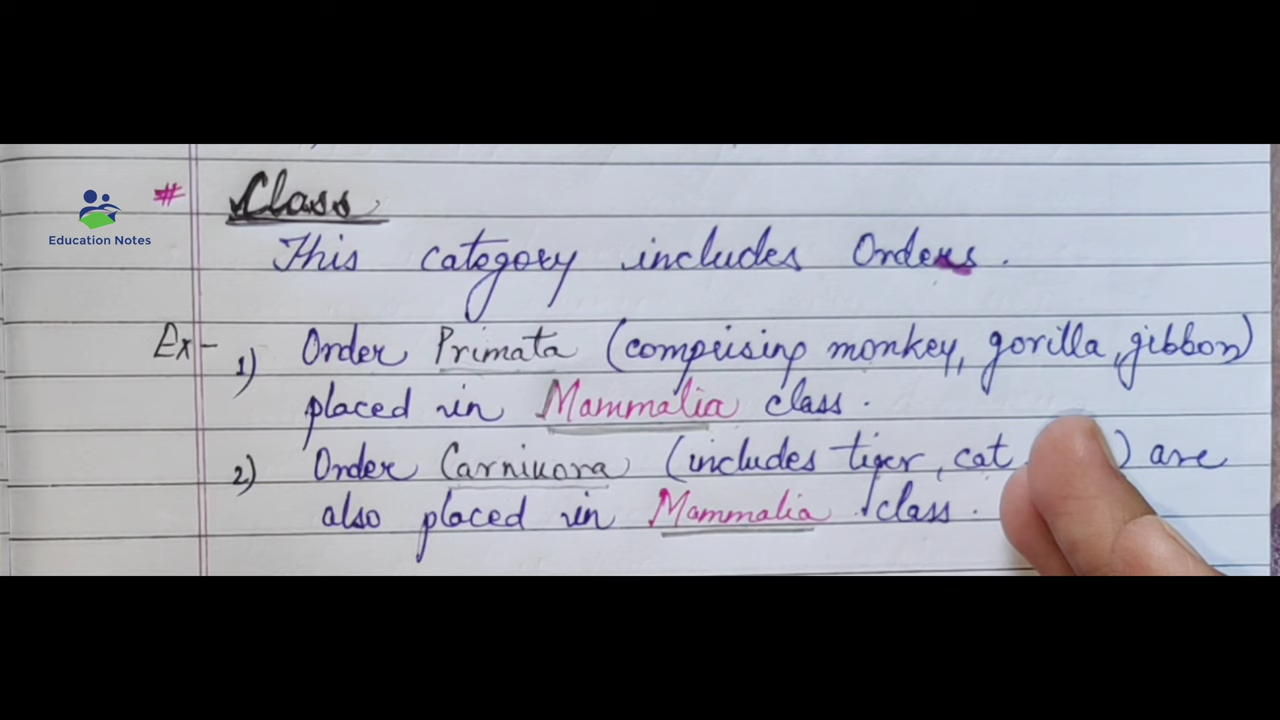 # Class
Education Notes
This category includes Orders.
Ex- 1) Order Primata (comprising monkey, gorilla, gibbon)
placed in Mammalia class.
2) Order Carnivora (includes tiger, cat ) are
also placed in Mammalia class.